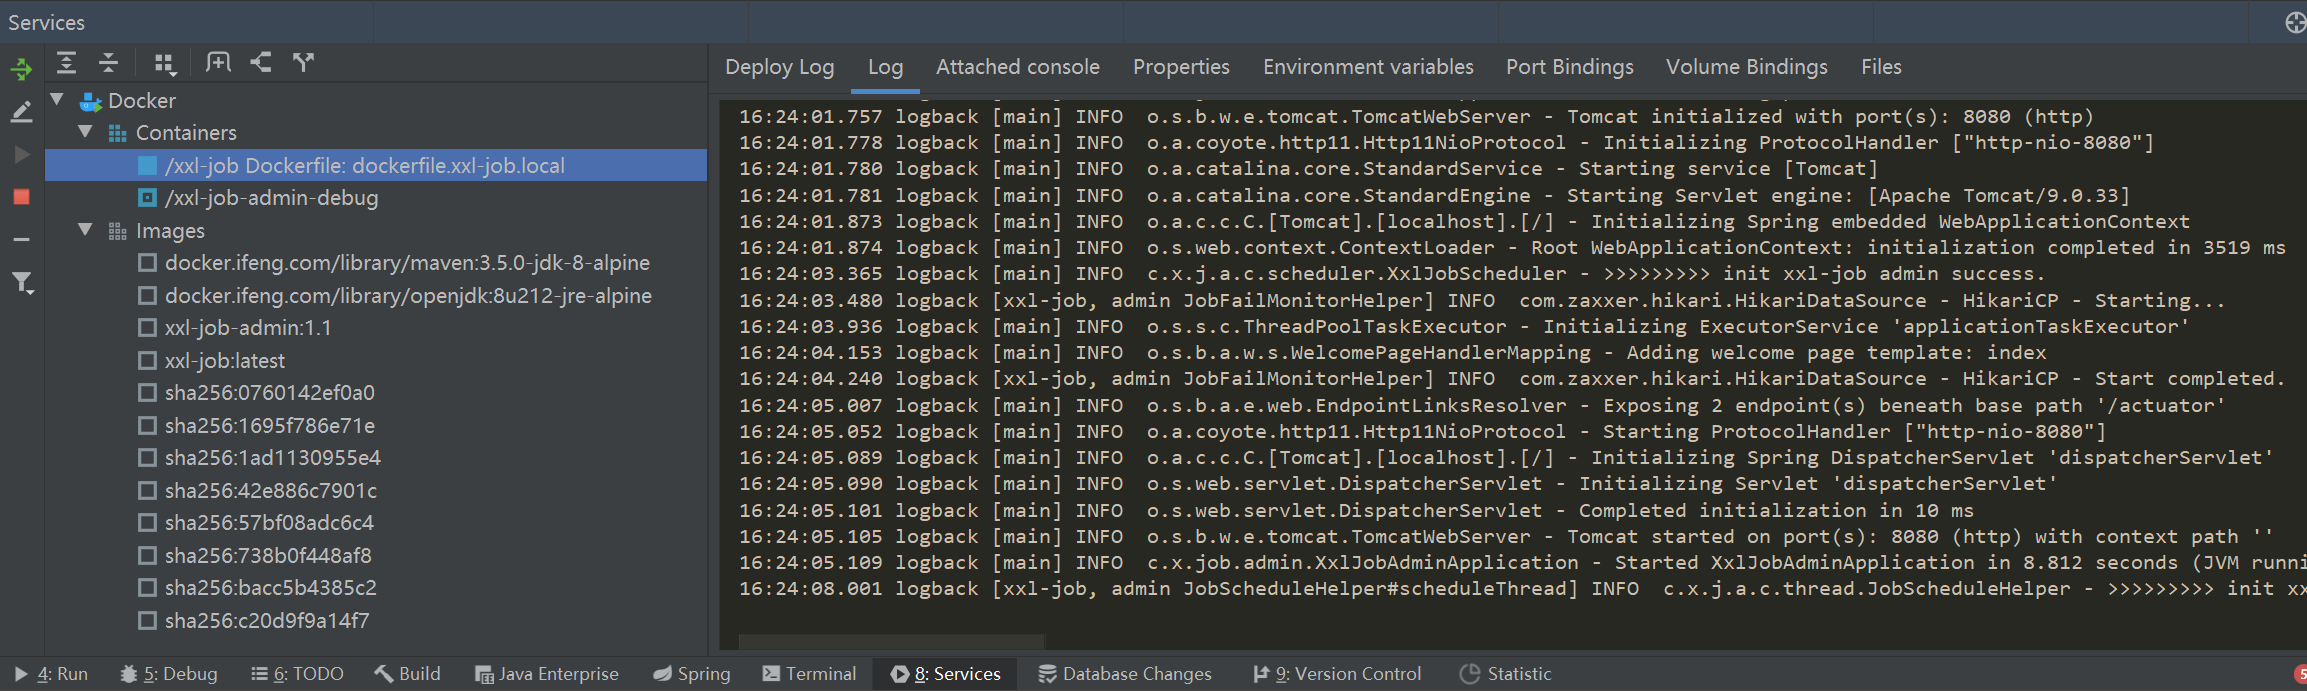 Services
Docker
Containers
/xxl-job Dockerfile: dockerfile.xxl-job.local
/xxl-job-admin-debug
Images
docker.ifeng.com/library/maven:3.5.0-jdk-8-alpine
docker.ifeng.com/library/openjdk:8u212-jre-alpine
xxl-job-admin:1.1
xxl-job:latest
sha256:0760142ef0a0
sha256:1695f786e71e
sha256:1ad1130955e4
sha256:42e886c7901c
sha256:57bf08adc6c4
sha256:738b0f448af8
sha256:bacc5b4385c2
sha256:c20d9f9a14f7
Deploy Log Log Attached console Properties Environment variables Port Bindings Volume Bindings Files
16:24:01.757 logback [main] INFO  o.s.b.w.e.tomcat.TomcatWebServer - Tomcat initialized with port(s): 8080 (http)
16:24:01.778 logback [main] INFO  o.a.coyote.http11.Http11NioProtocol - Initializing ProtocolHandler ["http-nio-8080"]
16:24:01.780 logback [main] INFO  o.a.catalina.core.StandardService - Starting service [Tomcat]
16:24:01.781 logback [main] INFO  o.a.catalina.core.StandardEngine - Starting Servlet engine: [Apache Tomcat/9.0.33]
16:24:01.873 logback [main] INFO  o.a.c.c.C.[Tomcat].[localhost].[/] - Initializing Spring embedded WebApplicationContext
16:24:01.874 logback [main] INFO  o.s.web.context.ContextLoader - Root WebApplicationContext: initialization completed in 3519 ms
16:24:03.365 logback [main] INFO  c.x.j.a.c.scheduler.XxlJobScheduler - >>>>>>>>> init xxl-job admin success.
16:24:03.480 logback [xxl-job, admin JobFailMonitorHelper] INFO  com.zaxxer.hikari.HikariDataSource - HikariCP - Starting...
16:24:03.936 logback [main] INFO  o.s.s.c.ThreadPoolTaskExecutor - Initializing ExecutorService 'applicationTaskExecutor'
16:24:04.153 logback [main] INFO  o.s.b.a.w.s.WelcomePageHandlerMapping - Adding welcome page template: index
16:24:04.240 logback [xxl-job, admin JobFailMonitorHelper] INFO  com.zaxxer.hikari.HikariDataSource - HikariCP - Start completed.
16:24:05.007 logback [main] INFO  o.s.b.a.e.web.EndpointLinksResolver - Exposing 2 endpoint(s) beneath base path '/actuator'
16:24:05.052 logback [main] INFO  o.a.coyote.http11.Http11NioProtocol - Starting ProtocolHandler ["http-nio-8080"]
16:24:05.089 logback [main] INFO  o.a.c.c.C.[Tomcat].[localhost].[/] - Initializing Spring DispatcherServlet 'dispatcherServlet'
16:24:05.090 logback [main] INFO  o.s.web.servlet.DispatcherServlet - Initializing Servlet 'dispatcherServlet'
16:24:05.101 logback [main] INFO  o.s.web.servlet.DispatcherServlet - Completed initialization in 10 ms
16:24:05.105 logback [main] INFO  o.s.b.w.e.tomcat.TomcatWebServer - Tomcat started on port(s): 8080 (http) with context path ''
16:24:05.109 logback [main] INFO  c.x.job.admin.XxlJobAdminApplication - Started XxlJobAdminApplication in 8.812 seconds (JVM runni
16:24:08.001 logback [xxl-job, admin JobScheduleHelper#scheduleThread] INFO  c.x.j.a.c.thread.JobScheduleHelper - >>>>>>>>> init xx
4: Run 5: Debug 6: TODO Build Java Enterprise Spring Terminal 8: Services Database Changes 9: Version Control Statistic 5